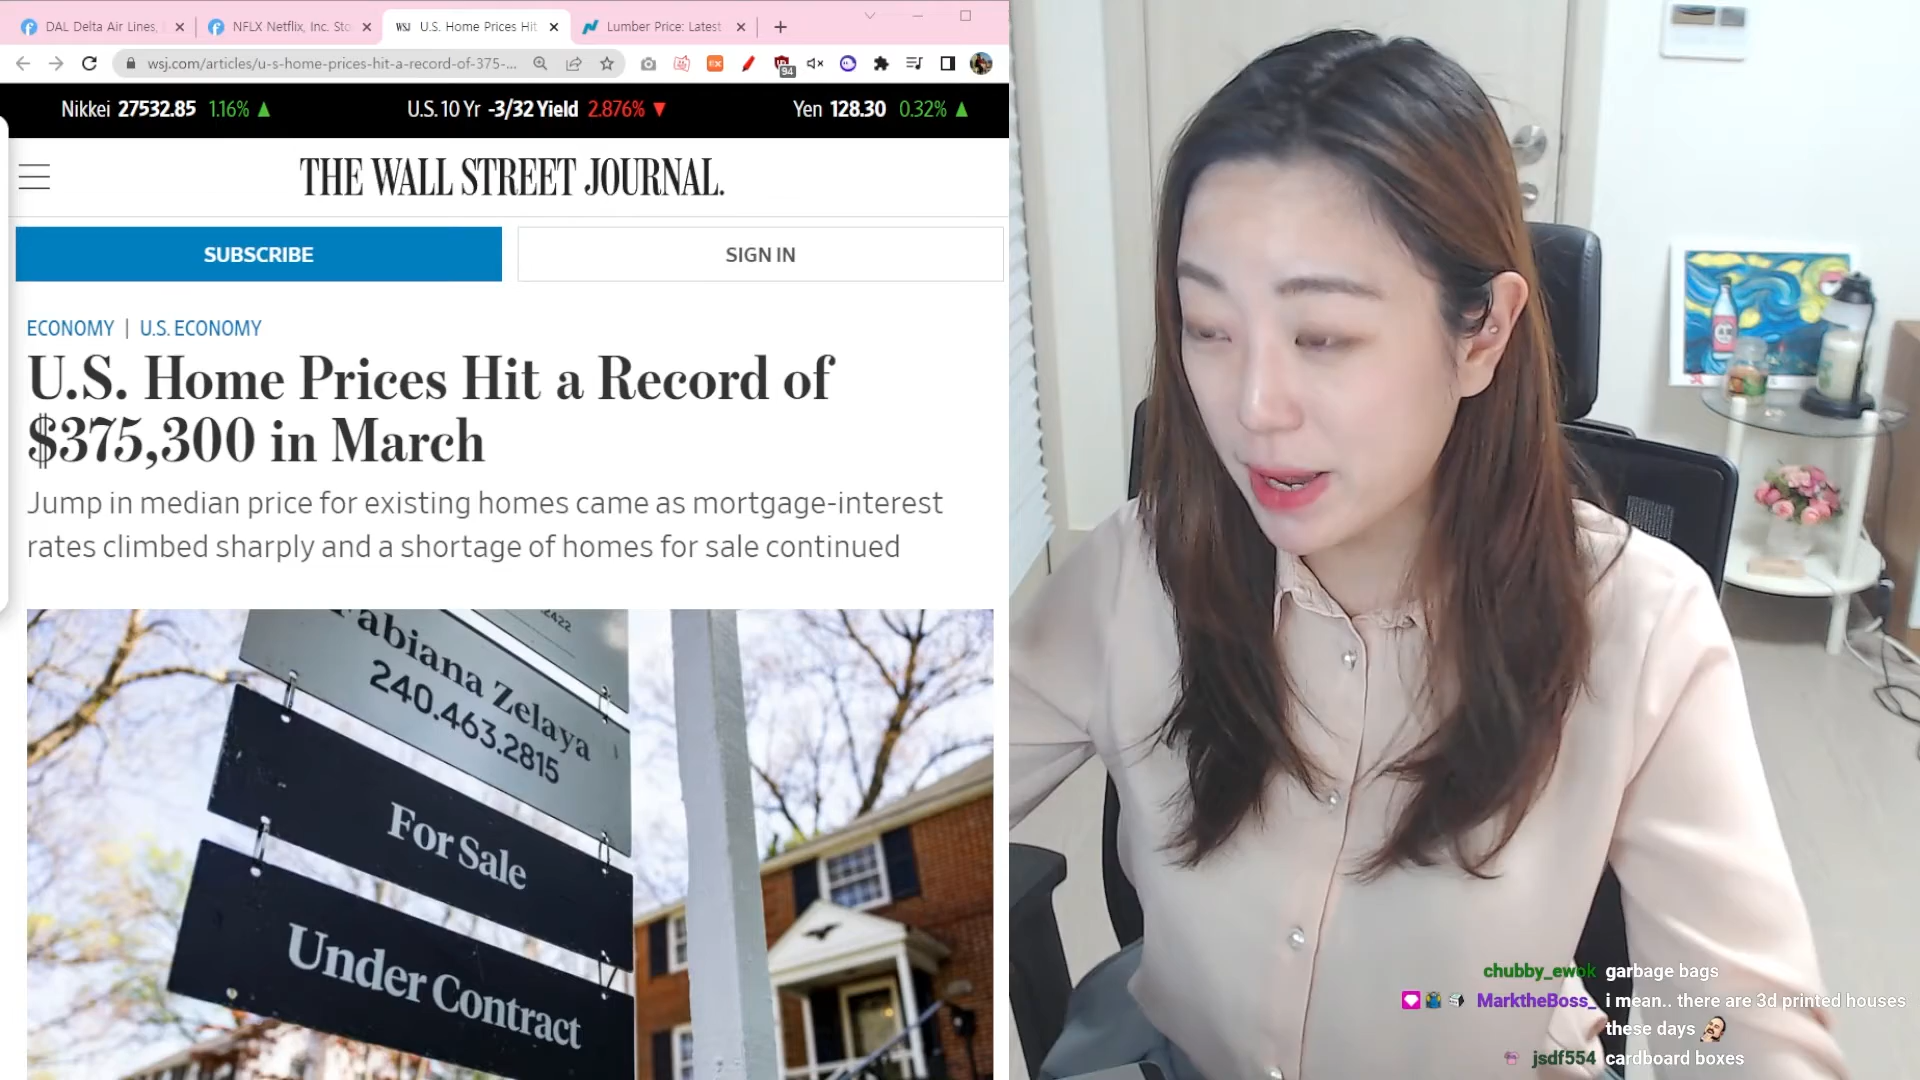 DAL Delta Air Lines,
NFLX Netflix, Inc. Sto
WSJ U.S. Home Prices Hit
Lumber Price: Latest
wsj.com/articles/u-s-home-prices-hit-a-record-of-375-...
94
Nikkei 27532.85 1.16% ▲
U.S. 10 Yr -3/32 Yield 2.876% ▼
Yen 128.30 0.32% ▲
THE WALL STREET JOURNAL.
SUBSCRIBE
SIGN IN
ECONOMY | U.S. ECONOMY
U.S. Home Prices Hit a Record of
$375,300 in March
Jump in median price for existing homes came as mortgage-interest
rates climbed sharply and a shortage of homes for sale continued
2422
Fabiana Zelaya
240.463.2815
For Sale
Under Contract
chubby_ewok garbage bags
MarktheBoss_ i mean.. there are 3d printed houses
these days
jsdf554 cardboard boxes